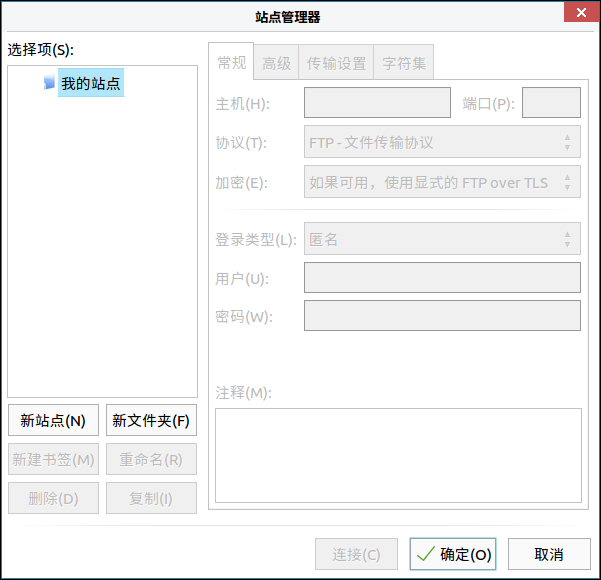 站点管理器
选择项(S):
我的站点
常规 高级 传输设置 字符集
主机(H): 端口(P):
协议(T): FTP - 文件传输协议
加密(E): 如果可用，使用显式的 FTP over TLS
登录类型(L): 匿名
用户(U):
密码(W):
注释(M):
新站点(N) 新文件夹(F)
新建书签(M) 重命名(R)
删除(D) 复制(I)
连接(C) 确定(O) 取消